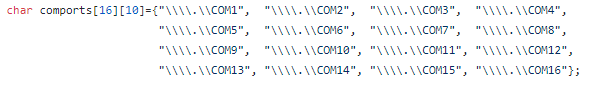 char comports[16][10]={"\\\\.\\COM1", "\\\\.\\COM2", "\\\\.\\COM3", "\\\\.\\COM4",
"\\\\.\\COM5", "\\\\.\\COM6", "\\\\.\\COM7", "\\\\.\\COM8",
"\\\\.\\COM9", "\\\\.\\COM10", "\\\\.\\COM11", "\\\\.\\COM12",
"\\\\.\\COM13", "\\\\.\\COM14", "\\\\.\\COM15", "\\\\.\\COM16"};